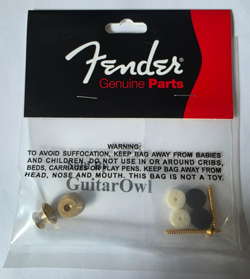 Fender
Genuine Parts
WARNING:
TO AVOID SUFFOCATION, KEEP BAG AWAY FROM BABIES
AND CHILDREN. DO NOT USE IN OR AROUND CRIBS,
BEDS, CARRIAGES OR PLAY PENS. KEEP BAG AWAY FROM
HEAD, NOSE AND MOUTH. THIS BAG IS NOT A TOY.
GuitarOwl